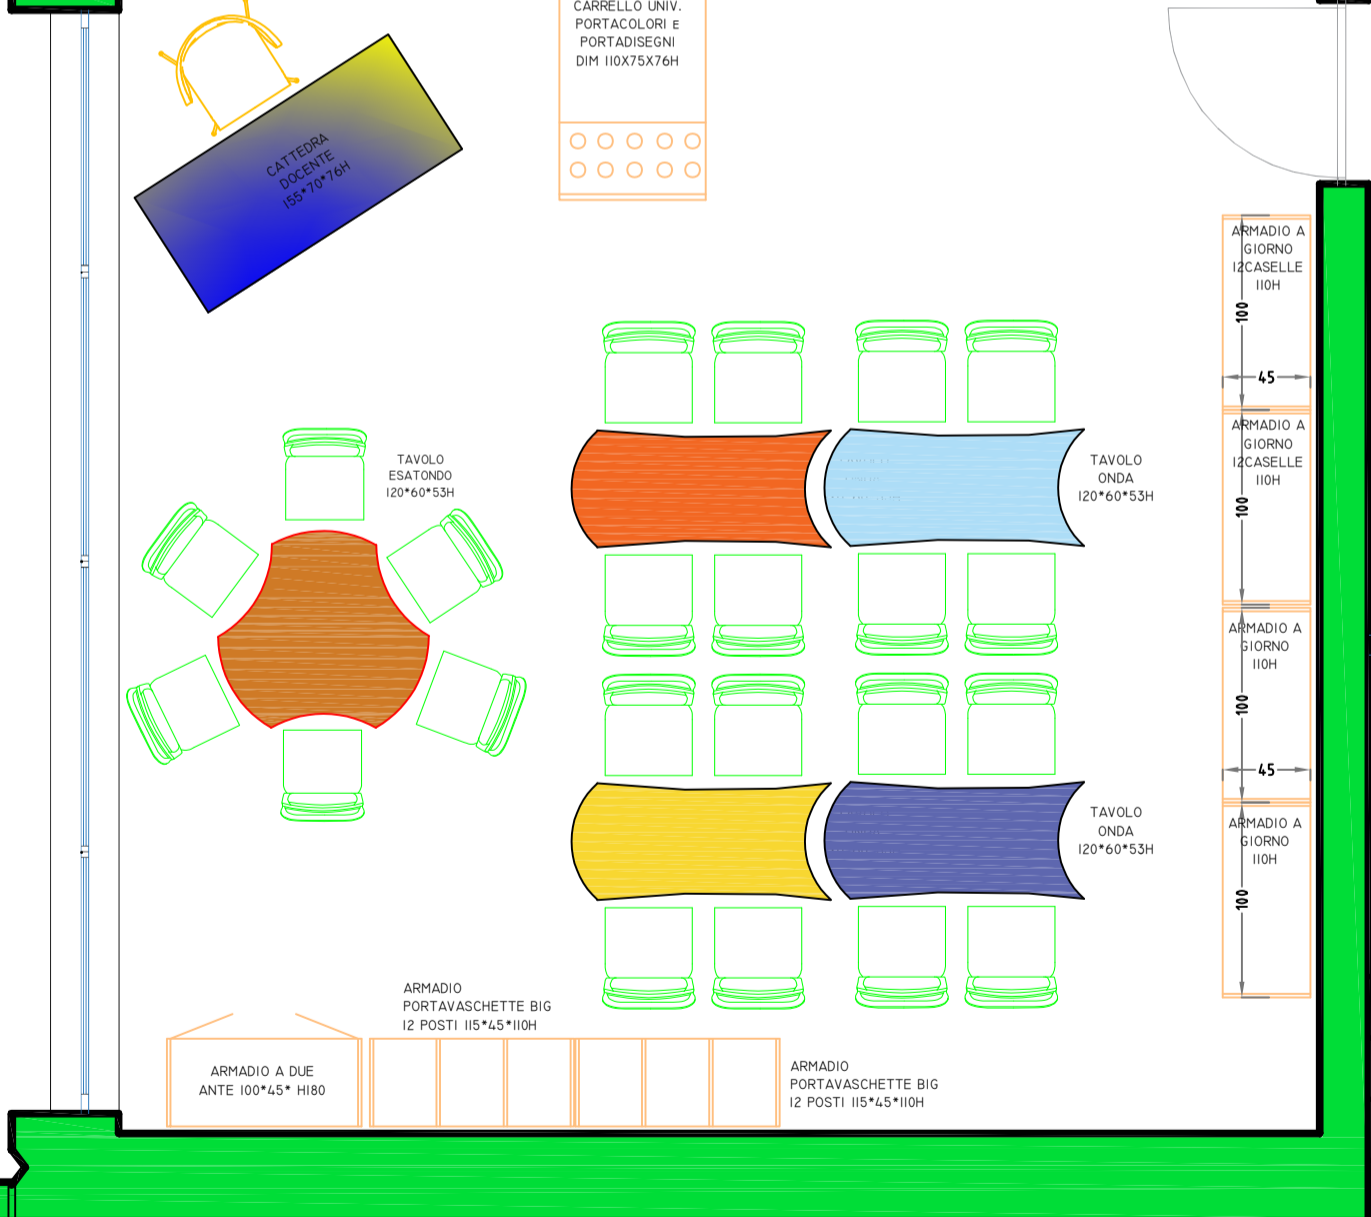 CARRELLO UNIV.
PORTACOLORI E
PORTADISEGNI
DIM 110X75X76H
CATTEDRA
DOCENTE
155*70*76H
ARMADIO A
GIORNO
12CASELLE
110H
100
45
ARMADIO A
GIORNO
12CASELLE
110H
100
TAVOLO
ESATONDO
120*60*53H
TAVOLO
ONDA
120*60*53H
ARMADIO A
GIORNO
110H
100
45
TAVOLO
ONDA
120*60*53H
ARMADIO A
GIORNO
110H
100
ARMADIO
PORTAVASCHETTE BIG
12 POSTI 115*45*110H
ARMADIO A DUE
ANTE 100*45* H180
ARMADIO
PORTAVASCHETTE BIG
12 POSTI 115*45*110H